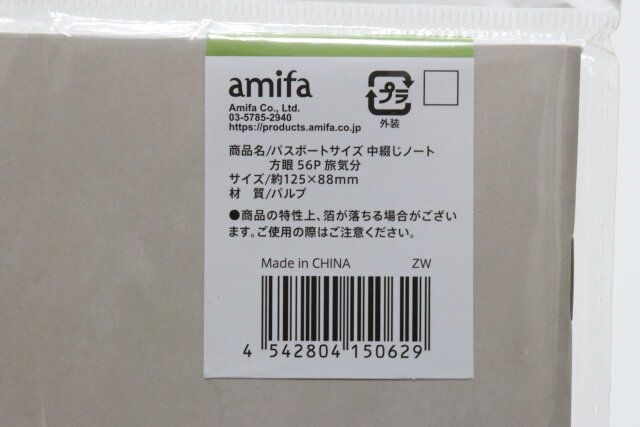 amifa
Amifa Co., Ltd.
03-5785-2940
https://products.amifa.co.jp
プラ
外装
商品名/パスポートサイズ 中綴じノート
方眼 56P 旅気分
サイズ/約125×88mm
材 質/パルプ
●商品の特性上、箔が落ちる場合がござい
ます。ご使用の際はご注意ください。
Made in CHINA ZW
4 542804 150629